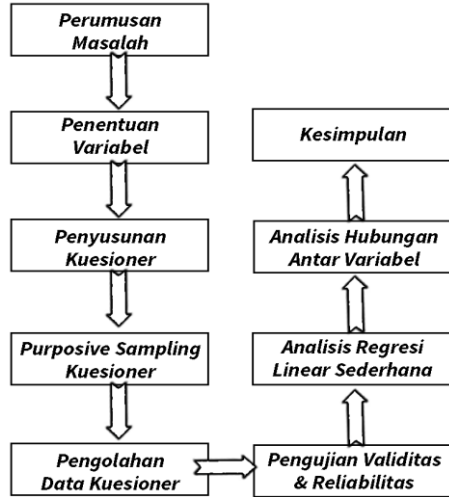 Perumusan
Masalah
Penentuan
Variabel
Penyusunan
Kuesioner
Purposive Sampling
Kuesioner
Pengolahan
Data Kuesioner
Pengujian Validitas
& Reliabilitas
Analisis Regresi
Linear Sederhana
Analisis Hubungan
Antar Variabel
Kesimpulan